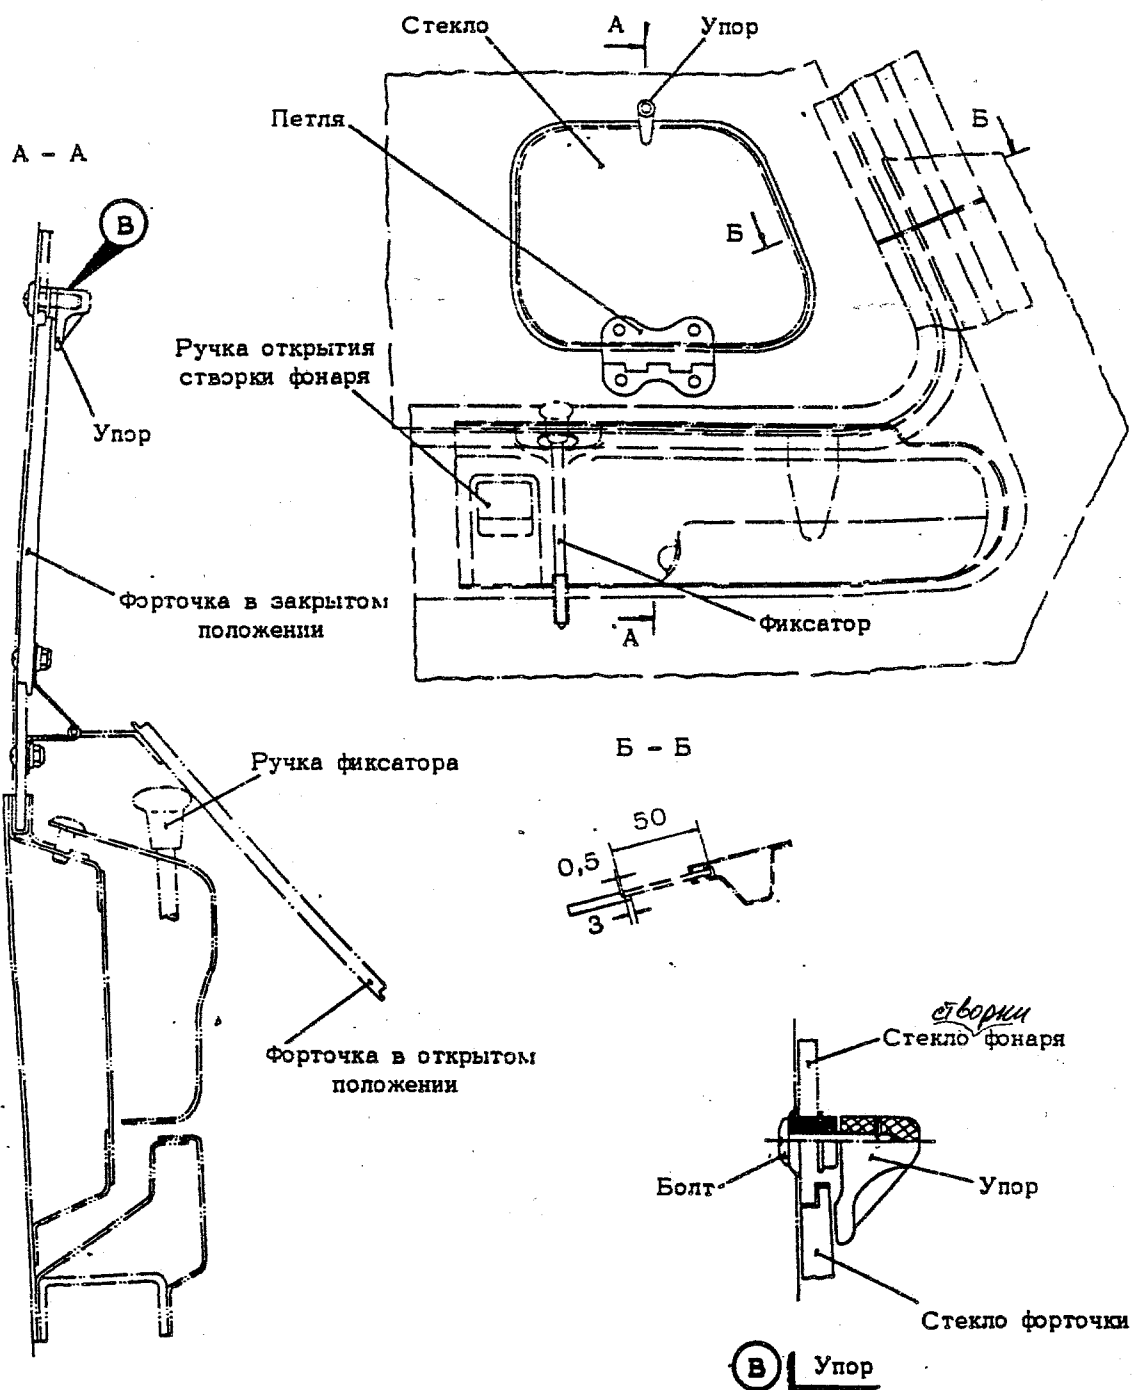 Стекло
А
Упор
Петля
Б
А - А
В
Б
Ручка открытия
створки фонаря
Упор
Форточка в закрытом
положении
А
Фиксатор
Ручка фиксатора
Б - Б
50
0,5
3
Форточка в открытом
положении
створки
Стекло фонаря
Болт
Упор
Стекло форточки
В Упор